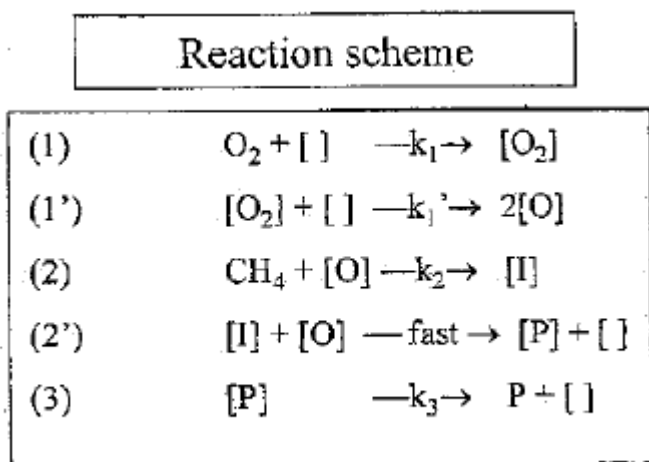 Reaction scheme
(1) O₂ + [ ] —k₁→ [O₂]
(1') [O₂] + [ ] —k₁'→ 2[O]
(2) CH₄ + [O] —k₂→ [I]
(2') [I] + [O] —fast→ [P] + [ ]
(3) [P] —k₃→ P + [ ]